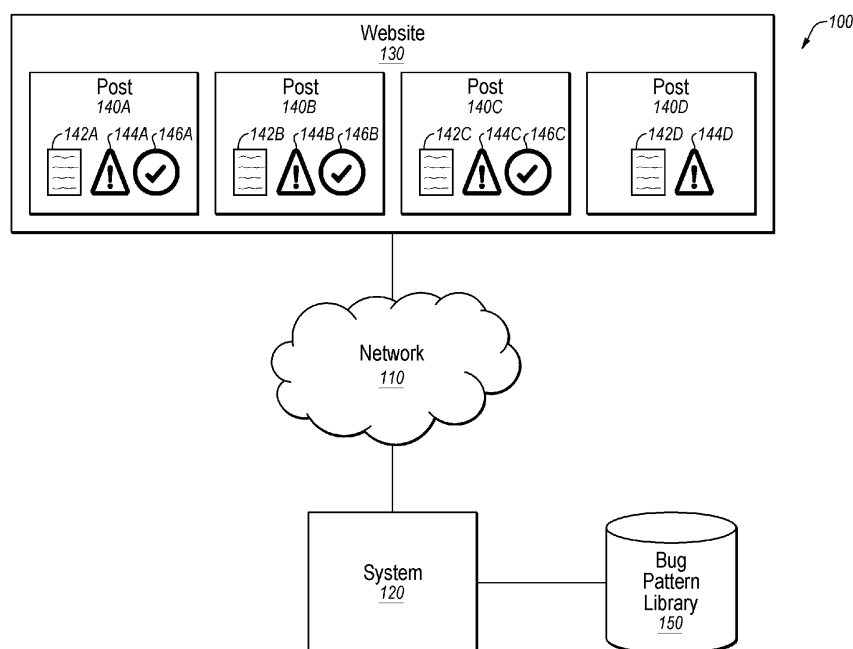 100
Website
130
Post
140A
142A 144A 146A
Post
140B
142B 144B 146B
Post
140C
142C 144C 146C
Post
140D
142D 144D
Network
110
System
120
Bug
Pattern
Library
150